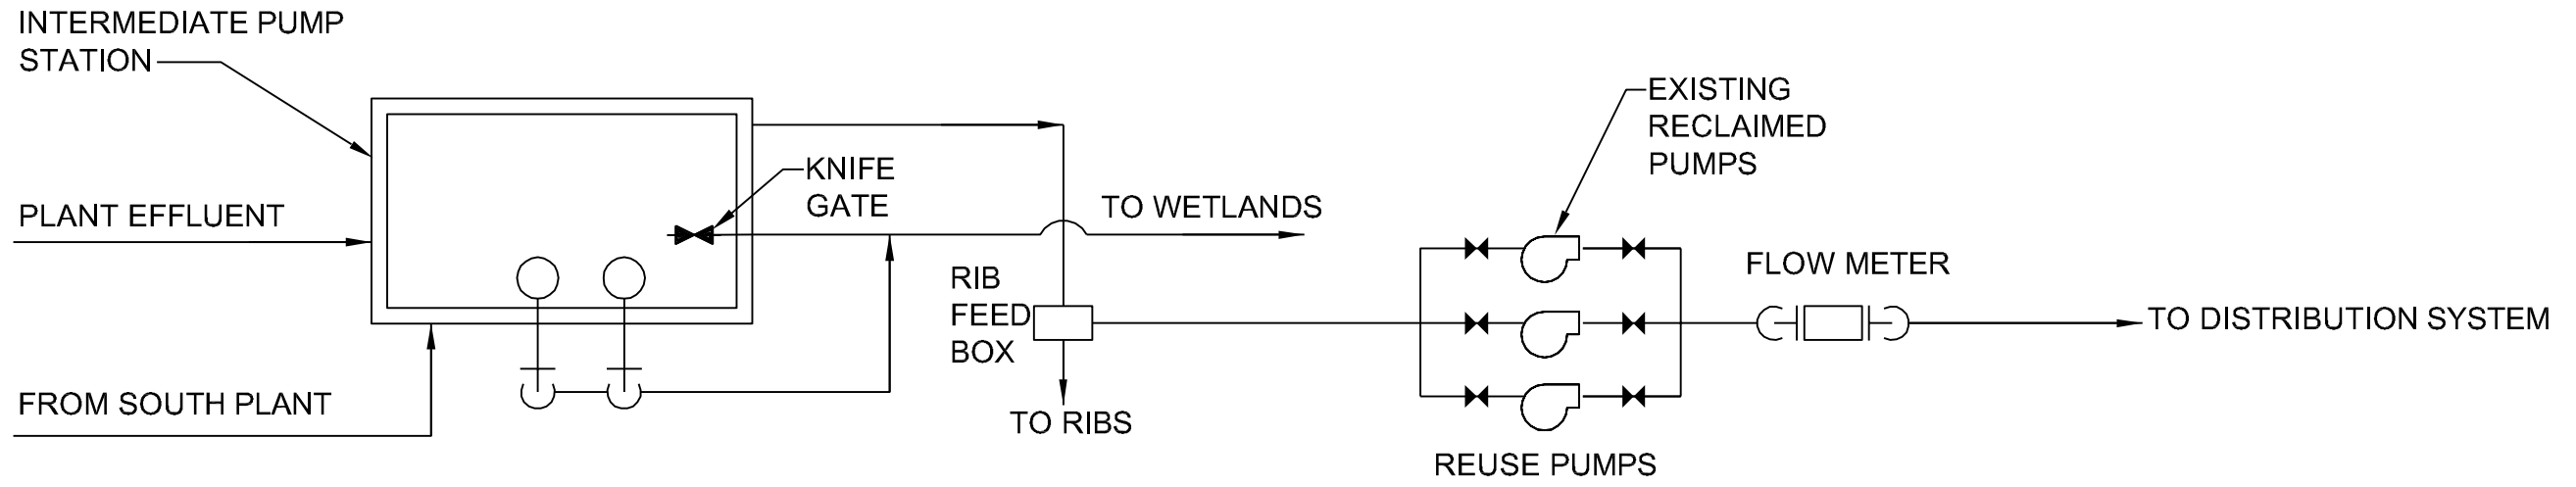 INTERMEDIATE PUMP
STATION
PLANT EFFLUENT
FROM SOUTH PLANT
KNIFE
GATE
TO WETLANDS
RIB
FEED
BOX
TO RIBS
EXISTING
RECLAIMED
PUMPS
REUSE PUMPS
FLOW METER
TO DISTRIBUTION SYSTEM